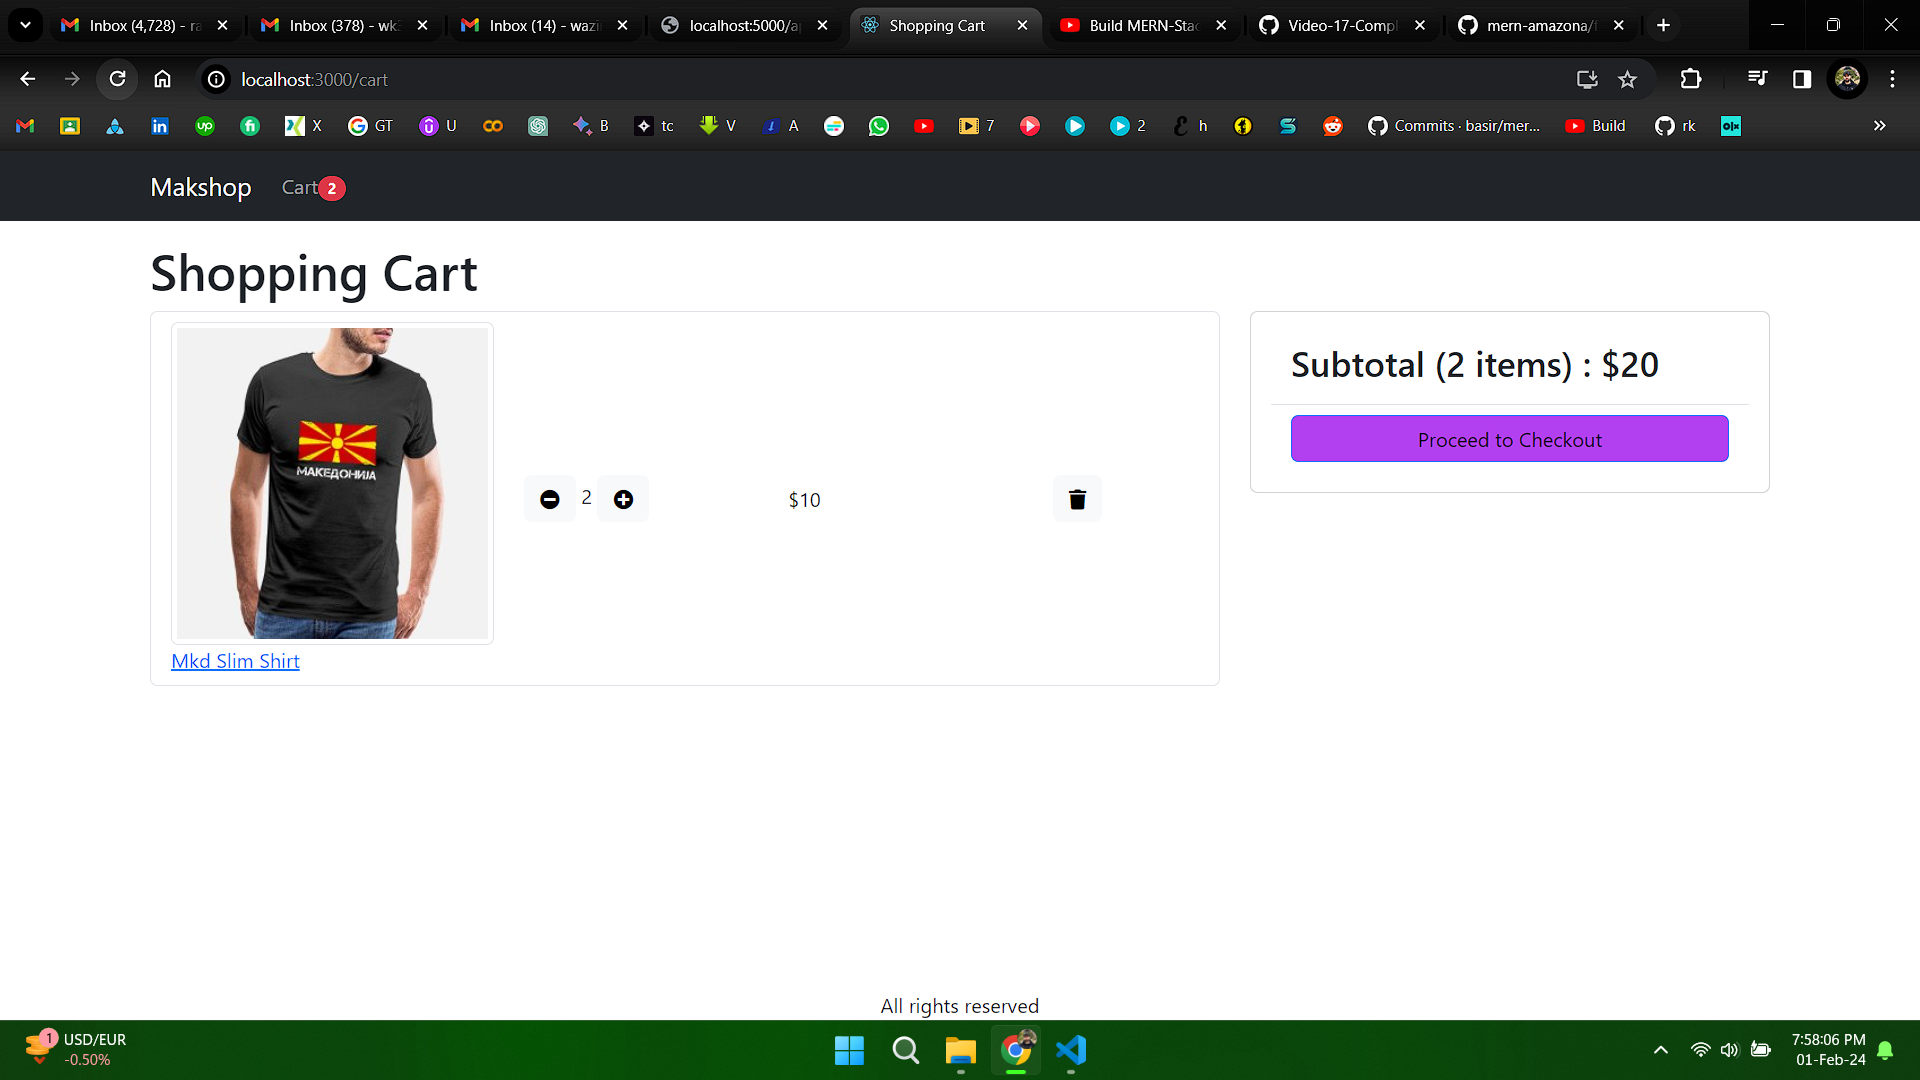 Inbox (4,728) - ra
Inbox (378) - wk
Inbox (14) - wazi
localhost:5000/a
Shopping Cart
Build MERN-Stac
Video-17-Compl
mern-amazona/f
localhost:3000/cart
X
GT
U
B
tc
V
A
7
2
h
Commits · basir/mer...
Build
rk
Makshop
Cart 2
Shopping Cart
МАКЕДОНИЈА
2
$10
Mkd Slim Shirt
Subtotal (2 items) : $20
Proceed to Checkout
All rights reserved
1
USD/EUR
-0.50%
7:58:06 PM
01-Feb-24